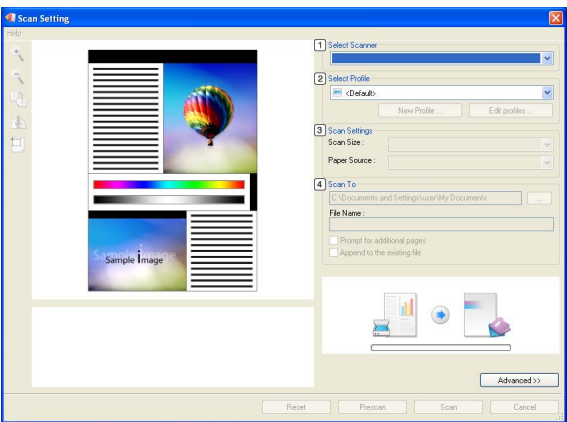 Scan Setting
Help
1 Select Scanner
2 Select Profile
<Default>
New Profile ...
Edit profiles ...
3 Scan Settings
Scan Size :
Paper Source :
4 Scan To
C:\Documents and Settings\user\My Documents
...
File Name :
Prompt for additional pages
Append to the existing file
Sample image
Sample image
Advanced >>
Reset
Prescan
Scan
Cancel